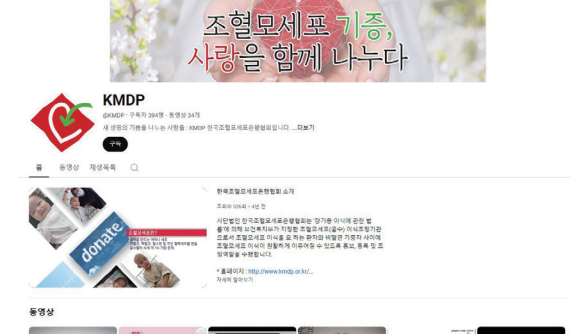 조혈모세포 기증,
사랑을 함께 나누다
KMDP
@KMDP · 구독자 394명 · 동영상 34개
새 생명의 기쁨을 나누는 사람들 : KMDP 한국조혈모세포은행협회입니다. ...더보기
구독
홈 동영상 재생목록
한국조혈모세포은행협회 소개
사단법인 한국조혈모세포은행협회는 '장기등 이식에 관한 법
률'에 의해 보건복지부가 지정한 조혈모세포(골수) 이식조정기관
으로서 조혈모세포 이식을 요 하는 환자와 비혈연 기증자 사이에
조혈모세포 이식이 원활하게 이루어질 수 있도록 홍보, 등록 및 조
정역할을 수행합니다.
* 홈페이지 : http://www.kmdp.or.kr/...
자세히 알아보기
조혈모세포란?
donate
동영상